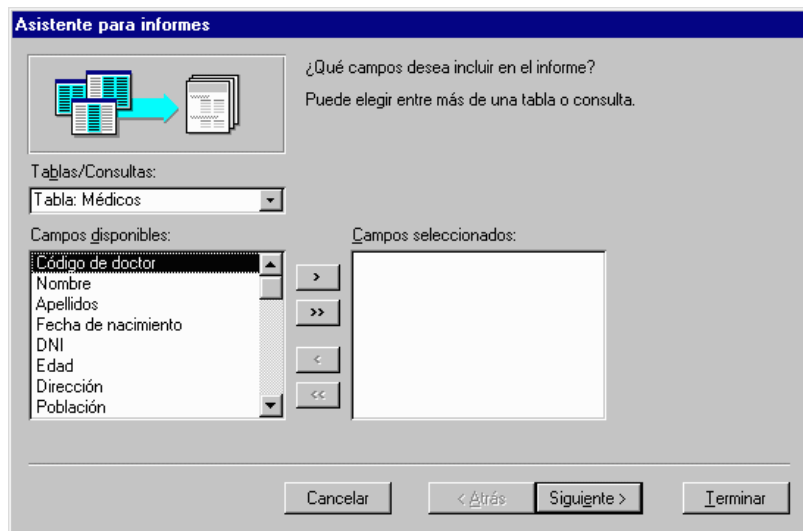 Asistente para informes
¿Qué campos desea incluir en el informe?
Puede elegir entre más de una tabla o consulta.
Tablas/Consultas:
Tabla: Médicos
Campos disponibles:
Campos seleccionados:
Código de doctor
Nombre
Apellidos
Fecha de nacimiento
DNI
Edad
Dirección
Población
>
>>
<
<<
Cancelar
< Atrás
Siguiente >
Terminar